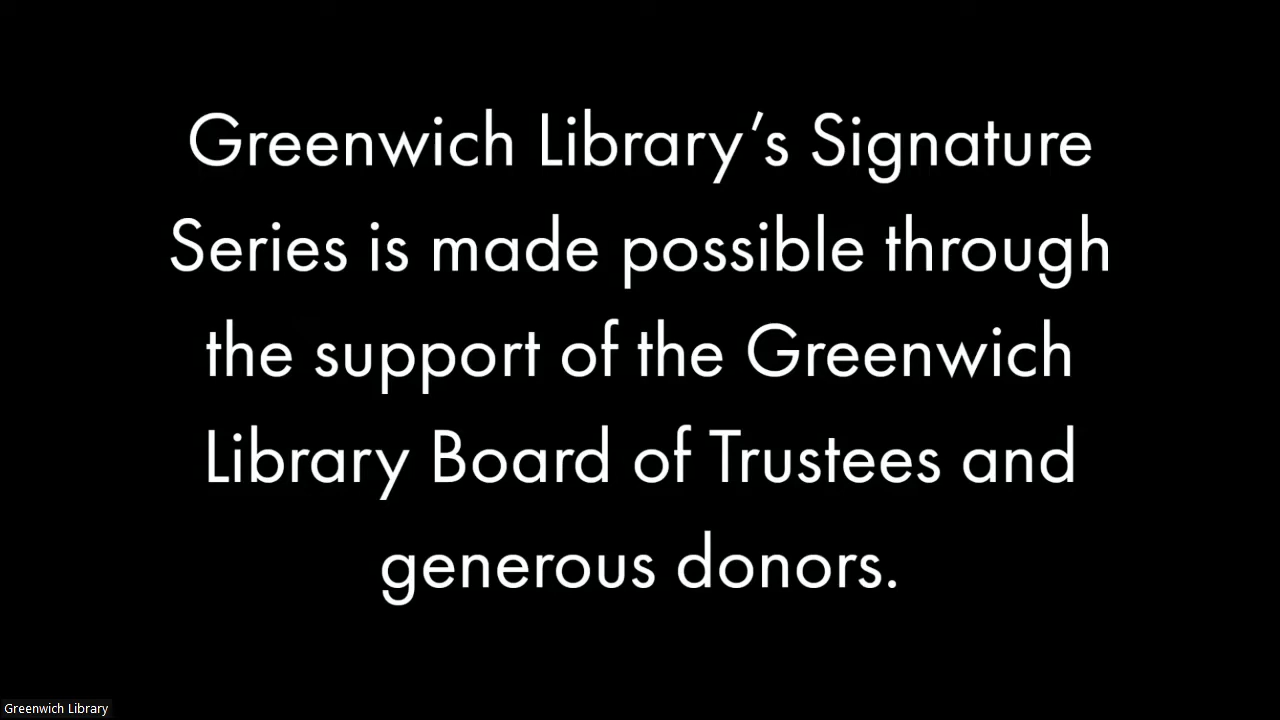 Greenwich Library’s Signature
Series is made possible through
the support of the Greenwich
Library Board of Trustees and
generous donors.
Greenwich Library